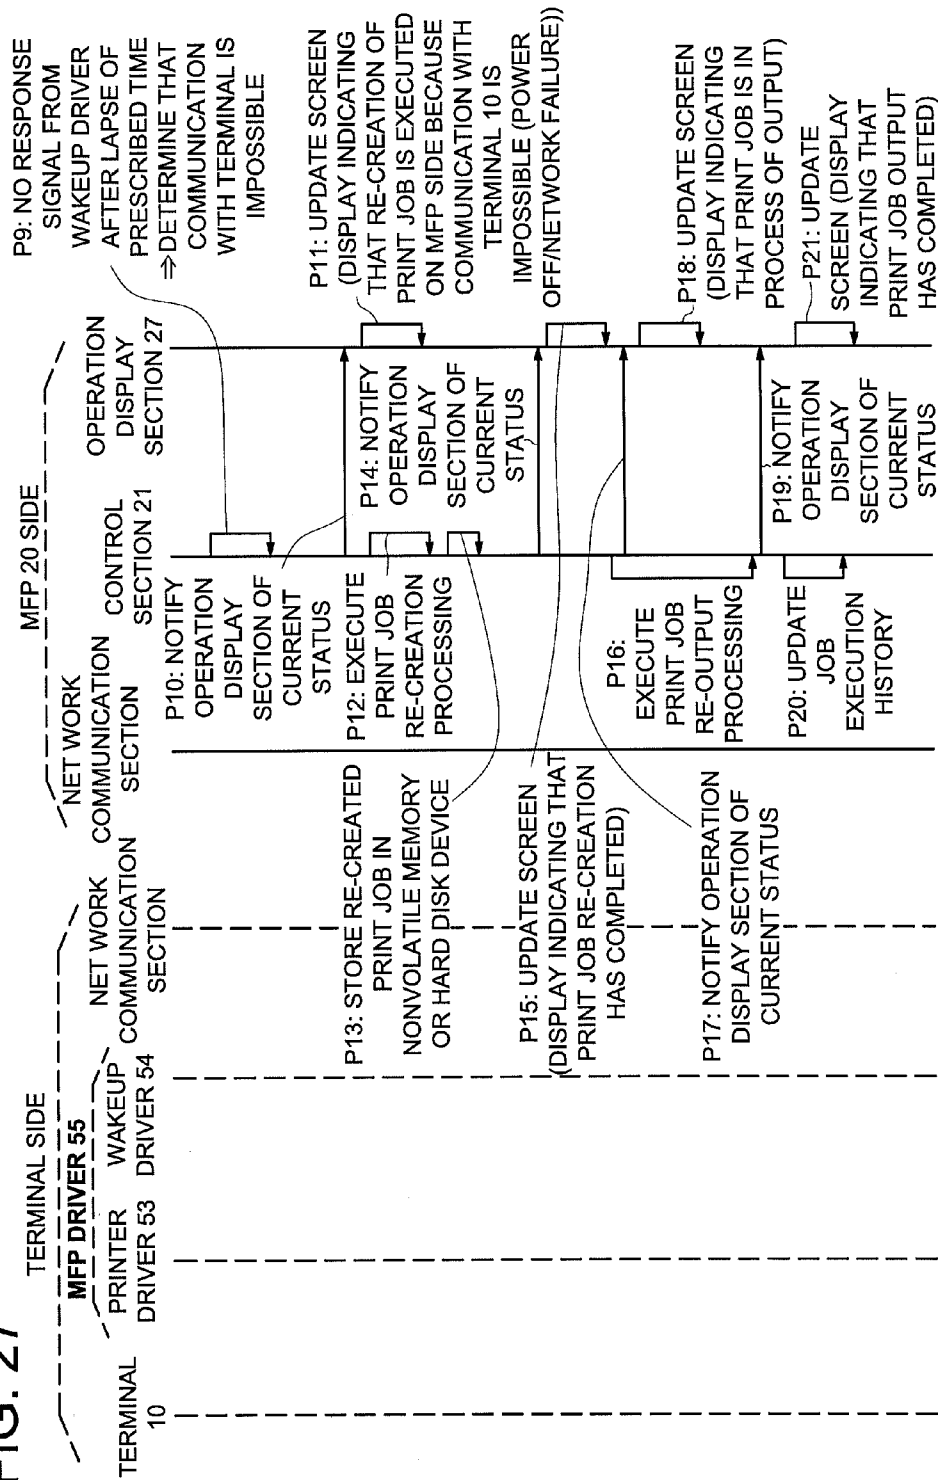 FIG. 27
TERMINAL SIDE
MFP DRIVER 55
TERMINAL
10
PRINTER
DRIVER 53
WAKEUP
DRIVER 54
NET WORK
COMMUNICATION
SECTION
MFP 20 SIDE
NET WORK
COMMUNICATION
SECTION
CONTROL
SECTION 21
OPERATION
DISPLAY
SECTION 27
P9: NO RESPONSE
SIGNAL FROM
WAKEUP DRIVER
AFTER LAPSE OF
PRESCRIBED TIME
⇒ DETERMINE THAT
COMMUNICATION
WITH TERMINAL IS
IMPOSSIBLE
P10: NOTIFY
OPERATION
DISPLAY
SECTION OF
CURRENT
STATUS
P11: UPDATE SCREEN
(DISPLAY INDICATING
THAT RE-CREATION OF
PRINT JOB IS EXECUTED
ON MFP SIDE BECAUSE
COMMUNICATION WITH
TERMINAL 10 IS
IMPOSSIBLE (POWER
OFF/NETWORK FAILURE))
P12: EXECUTE
PRINT JOB
RE-CREATION
PROCESSING
P13: STORE RE-CREATED
PRINT JOB IN
NONVOLATILE MEMORY
OR HARD DISK DEVICE
P14: NOTIFY
OPERATION
DISPLAY
SECTION OF
CURRENT
STATUS
P15: UPDATE SCREEN
(DISPLAY INDICATING THAT
PRINT JOB RE-CREATION
HAS COMPLETED)
P16:
EXECUTE
PRINT JOB
RE-OUTPUT
PROCESSING
P17: NOTIFY OPERATION
DISPLAY SECTION OF
CURRENT STATUS
P18: UPDATE SCREEN
(DISPLAY INDICATING
THAT PRINT JOB IS IN
PROCESS OF OUTPUT)
P19: NOTIFY
OPERATION
DISPLAY
SECTION OF
CURRENT
STATUS
P20: UPDATE
JOB
EXECUTION
HISTORY
P21: UPDATE
SCREEN (DISPLAY
INDICATING THAT
PRINT JOB OUTPUT
HAS COMPLETED)